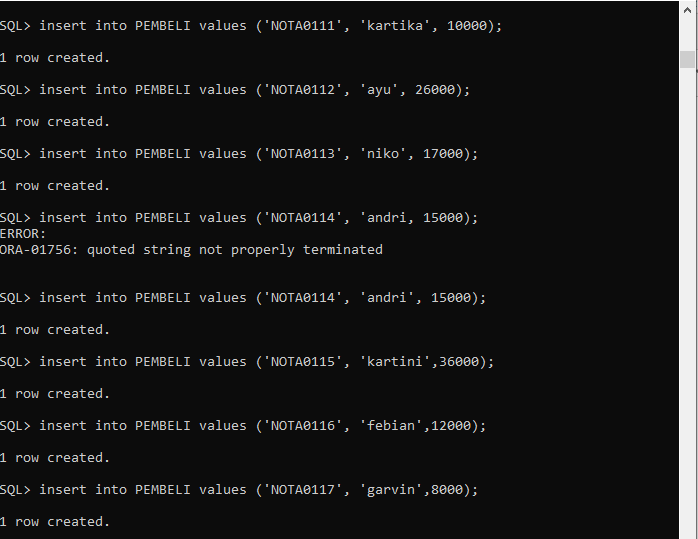 SQL> insert into PEMBELI values ('NOTA0111', 'kartika', 10000);
1 row created.
SQL> insert into PEMBELI values ('NOTA0112', 'ayu', 26000);
1 row created.
SQL> insert into PEMBELI values ('NOTA0113', 'niko', 17000);
1 row created.
SQL> insert into PEMBELI values ('NOTA0114', 'andri, 15000);
ERROR:
ORA-01756: quoted string not properly terminated
SQL> insert into PEMBELI values ('NOTA0114', 'andri', 15000);
1 row created.
SQL> insert into PEMBELI values ('NOTA0115', 'kartini',36000);
1 row created.
SQL> insert into PEMBELI values ('NOTA0116', 'febian',12000);
1 row created.
SQL> insert into PEMBELI values ('NOTA0117', 'garvin',8000);
1 row created.